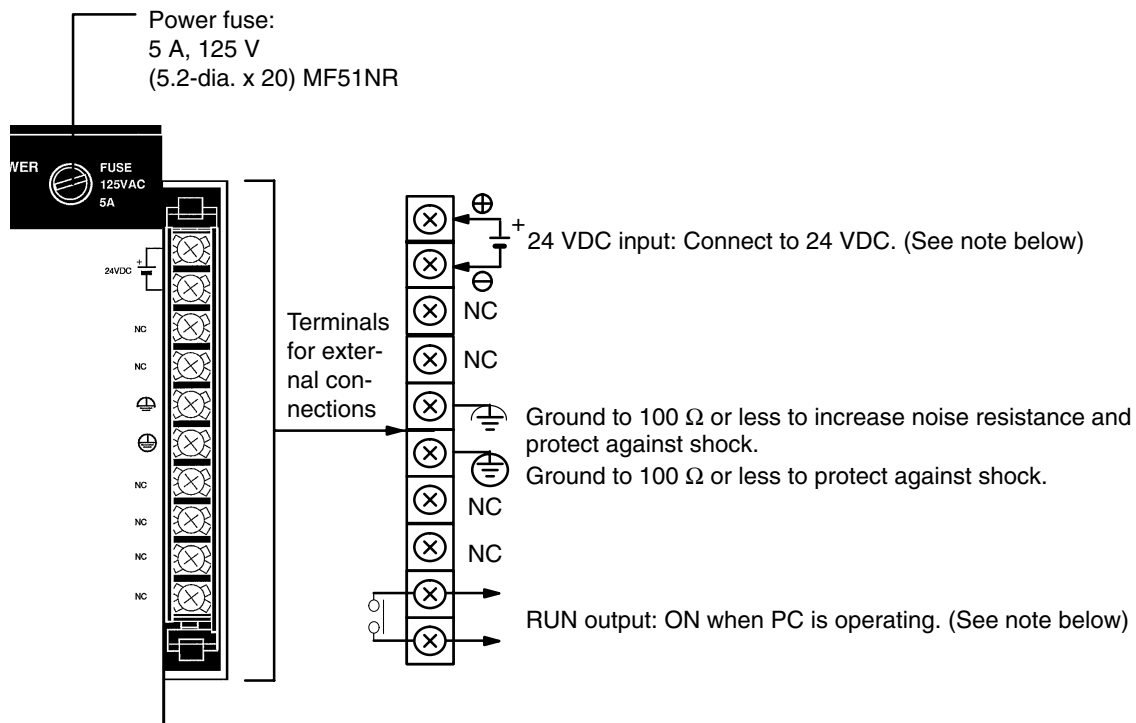 Power fuse:
5 A, 125 V
(5.2-dia. x 20) MF51NR
WER
FUSE
125VAC
5A
24VDC
+
NC
NC
NC
NC
NC
NC
Terminals
for exter-
nal con-
nections
+
24 VDC input: Connect to 24 VDC. (See note below)
NC
NC
Ground to 100 Ω or less to increase noise resistance and
protect against shock.
Ground to 100 Ω or less to protect against shock.
NC
NC
RUN output: ON when PC is operating. (See note below)